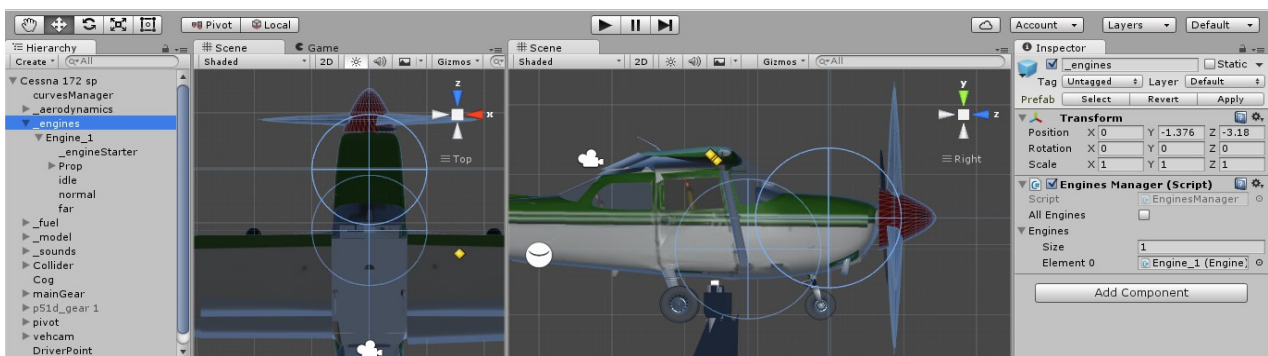 Pivot Local Account Layers Default
Hierarchy
Create All
Cessna 172 sp
curvesManager
_aerodynamics
_engines
Engine_1
_engineStarter
Prop
idle
normal
far
_fuel
_model
_sounds
Collider
Cog
mainGear
p51d_gear 1
pivot
vehcam
DriverPoint
Scene Game
Shaded 2D Gizmos
z
x
Top
Scene
Shaded 2D Gizmos All
y
z
Right
Inspector
_engines Static
Tag Untagged Layer Default
Prefab Select Revert Apply
Transform
Position X 0 Y -1.376 Z -3.18
Rotation X 0 Y 0 Z 0
Scale X 1 Y 1 Z 1
Engines Manager (Script)
Script EnginesManager
All Engines
Engines
Size 1
Element 0 Engine_1 (Engine)
Add Component